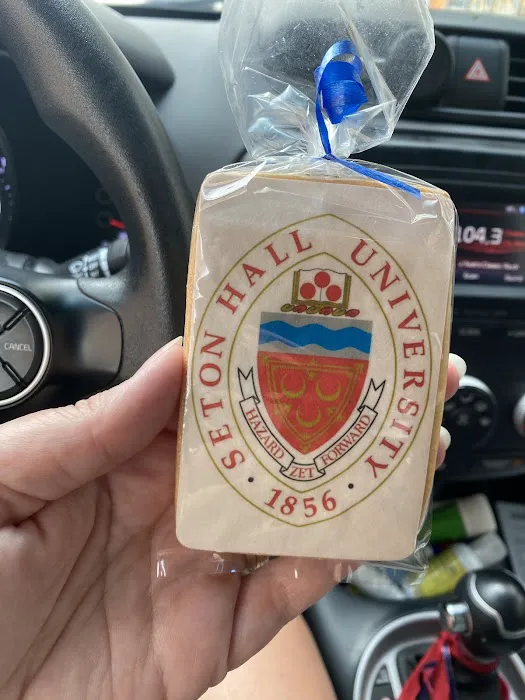 SETON HALL UNIVERSITY
HAZARD ZET FORWARD
1856
CANCEL
104.3